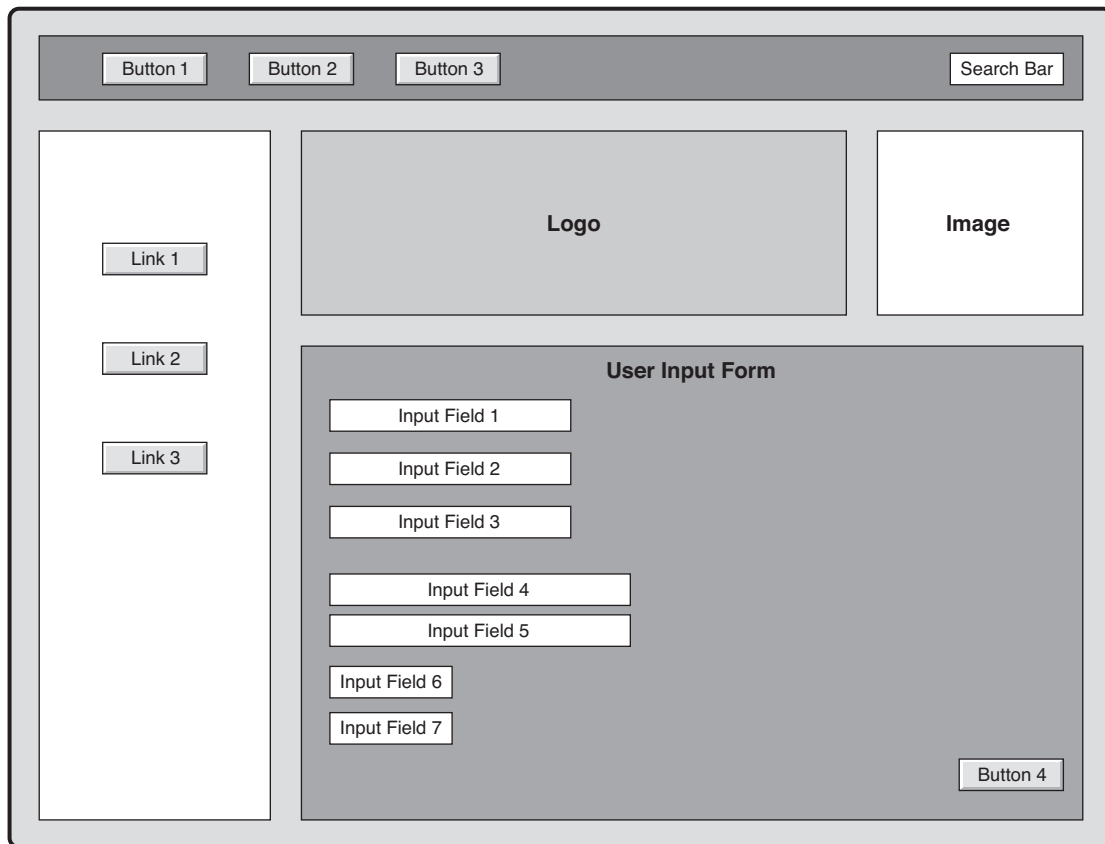 Button 1 Button 2 Button 3 Search Bar
Link 1
Link 2
Link 3
Logo
Image
User Input Form
Input Field 1
Input Field 2
Input Field 3
Input Field 4
Input Field 5
Input Field 6
Input Field 7
Button 4